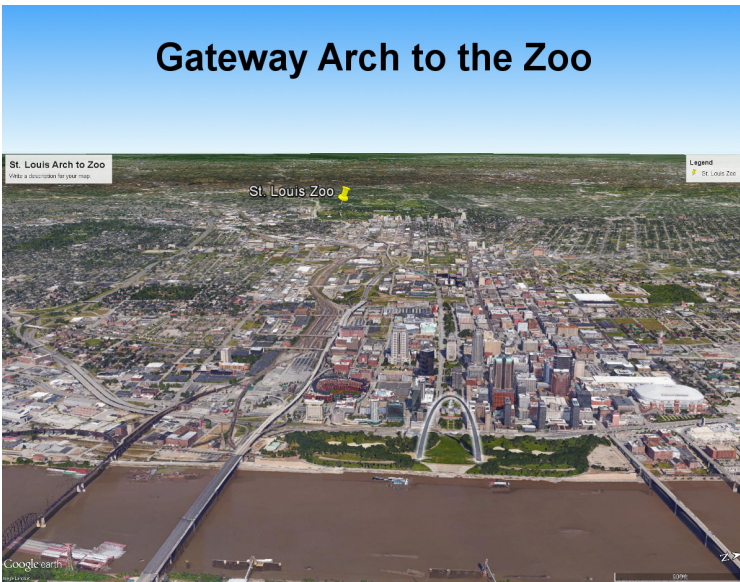 Gateway Arch to the Zoo
St. Louis Arch to Zoo
Write a description for your map.
Legend
St. Louis Zoo
St. Louis Zoo
Google earth